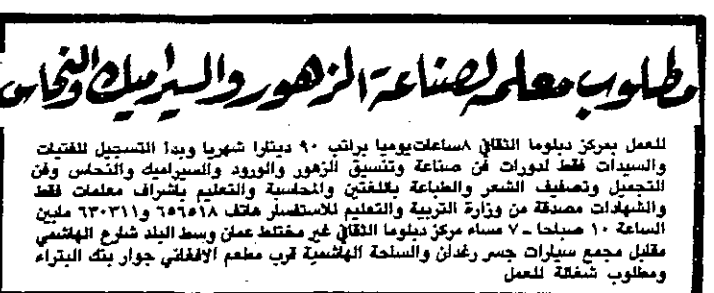 مطلوب معلمة لصناعة الزهور والسيراميك والنحاس
للعمل بمركز دبلوما الثقافي ٨ساعات يوميا براتب ٩٠ دينارا شهريا وبدأ التسجيل للفتيات
والسيدات فقط لدورات فن صناعة وتنسيق الزهور والورود والسيراميك والنحاس وفن
التجميل وتصفيف الشعر والطباعة باللغتين والمحاسبة والتعليم بأشراف معلمات فقط
والشهادات مصدقة من وزارة التربية والتعليم للاستفسار هاتف ٦٥٦٥١٨ و٦٣٠٣١١ مابين
الساعة ١٠ صباحا - ٧ مساء مركز دبلوما الثقافي غير مختلط عمان وسط البلد شارع الهاشمي
مقابل مجمع سيارات جسر رغدان والساحة الهاشمية قرب مطعم الافغاني جوار بنك البتراء
ومطلوب شغالة للعمل